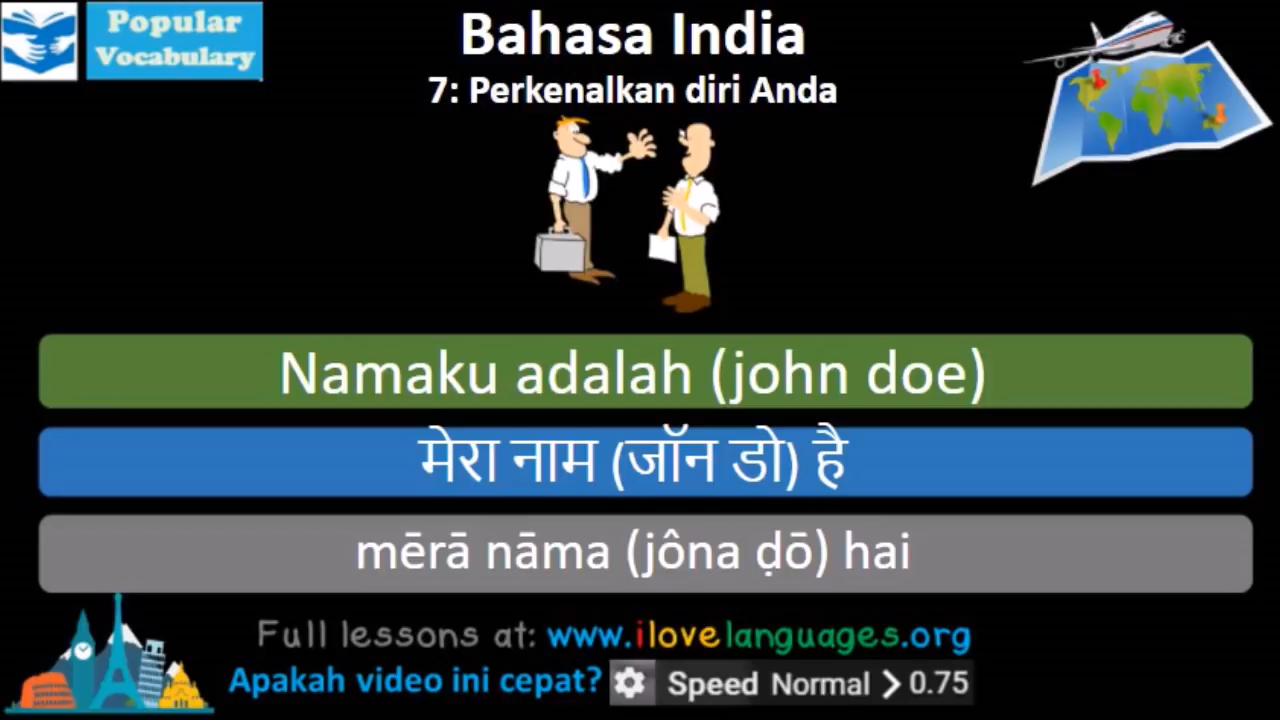 Popular
Vocabulary
Bahasa India
7: Perkenalkan diri Anda
Namaku adalah (john doe)
मेरा नाम (जॉन डो) है
mērā nāma (jôna ḍō) hai
Full lessons at: www.ilovelanguages.org
Apakah video ini cepat? Speed Normal > 0.75